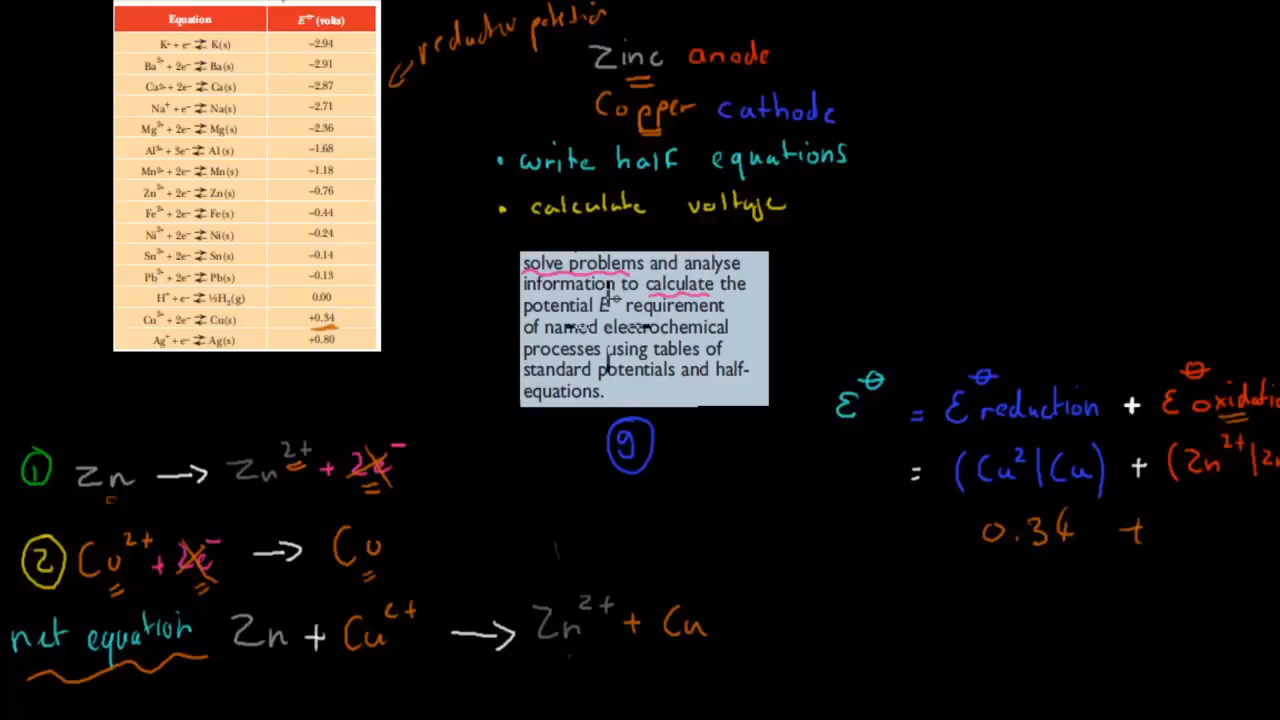 Equation E⦵ (volts)
K⁺ + e⁻ ⇌ K(s) −2.94
Ba²⁺ + 2e⁻ ⇌ Ba(s) −2.91
Ca²⁺ + 2e⁻ ⇌ Ca(s) −2.87
Na⁺ + e⁻ ⇌ Na(s) −2.71
Mg²⁺ + 2e⁻ ⇌ Mg(s) −2.36
Al³⁺ + 3e⁻ ⇌ Al(s) −1.68
Mn²⁺ + 2e⁻ ⇌ Mn(s) −1.18
Zn²⁺ + 2e⁻ ⇌ Zn(s) −0.76
Fe²⁺ + 2e⁻ ⇌ Fe(s) −0.44
Ni²⁺ + 2e⁻ ⇌ Ni(s) −0.24
Sn²⁺ + 2e⁻ ⇌ Sn(s) −0.14
Pb²⁺ + 2e⁻ ⇌ Pb(s) −0.13
H⁺ + e⁻ ⇌ ½H₂(g) 0.00
Cu²⁺ + 2e⁻ ⇌ Cu(s) +0.34
Ag⁺ + e⁻ ⇌ Ag(s) +0.80
Zinc anode
Copper cathode
• write half equations
• calculate voltage
solve problems and analyse
information to calculate the
potential E⦵ requirement
of named electrochemical
processes using tables of
standard potentials and half-
equations.
9
ε⦵ = ε⦵ reduction + ε⦵ oxidatio
= (Cu²|Cu) + (Zn²⁺|Zn
0.34 +
① Zn → Zn²⁺ + 2e⁻
② Cu²⁺ + 2e⁻ → Cu
net equation Zn + Cu²⁺ → Zn²⁺ + Cu